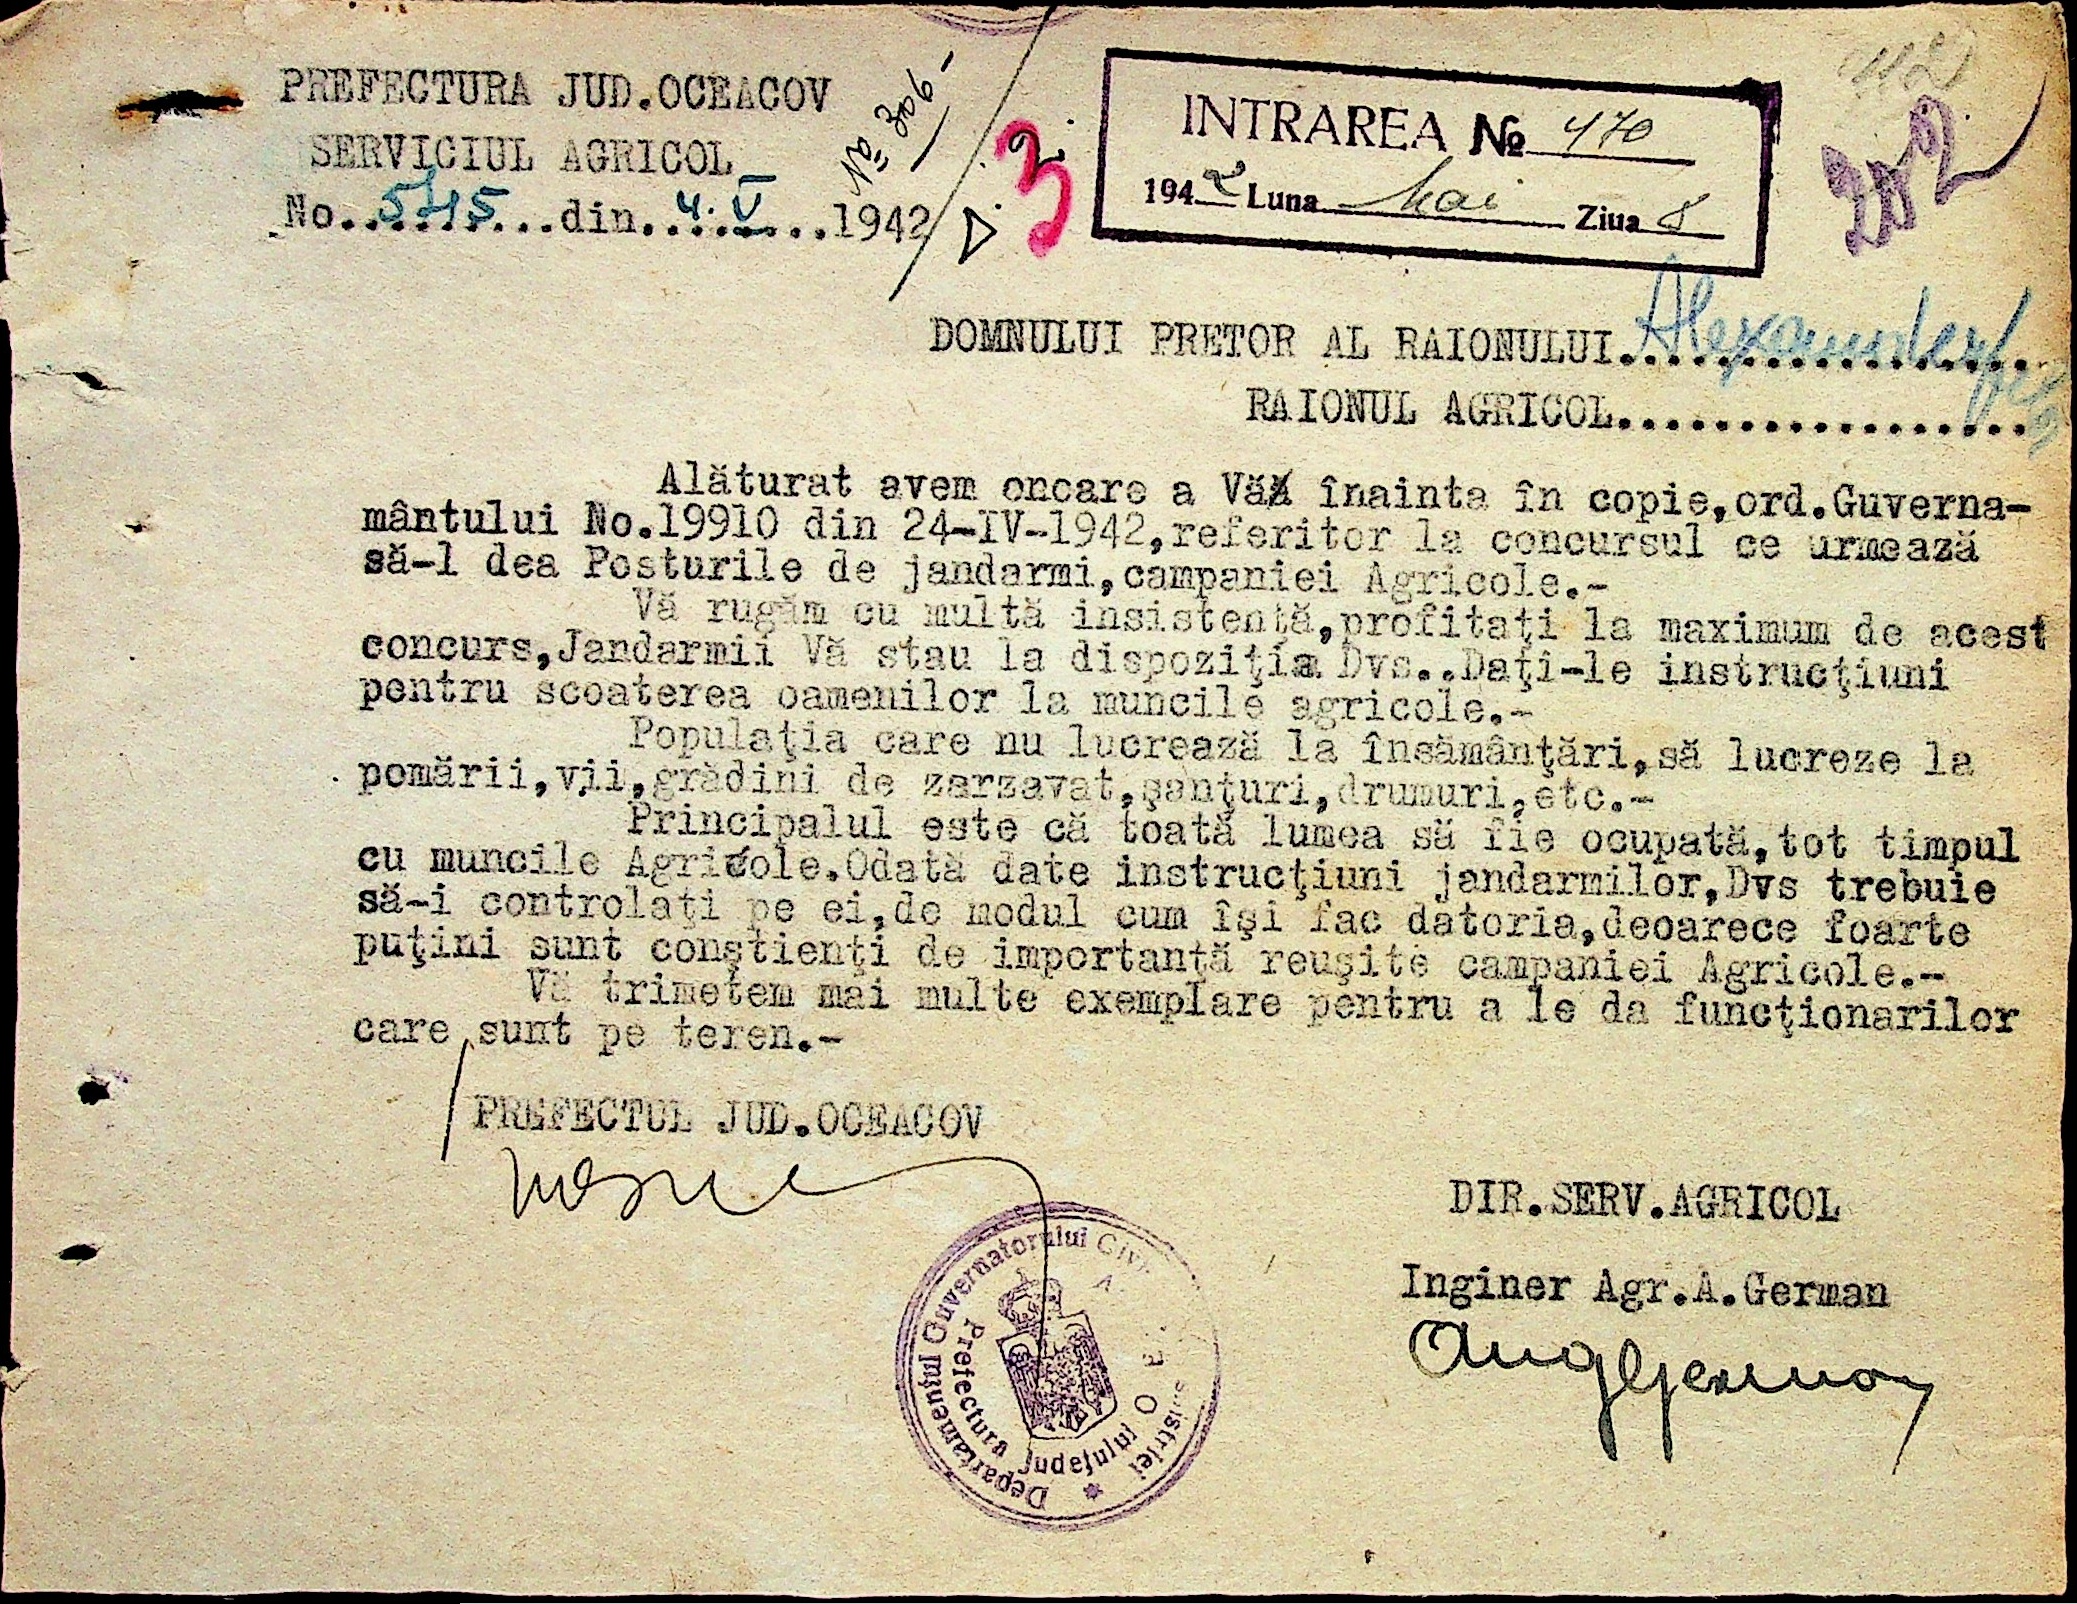 PREFECTURA JUD.OCEACOV
SERVICIUL AGRICOL
No..545...din..4.V...1942
No 306-
D. 3.
INTRAREA No 470
1942 Luna Mai Ziua 8
202
DOMNULUI PRETOR AL RAIONULUI.................
RAIONUL AGRICOL.................
Alăturat avem onoare a Vă înainta în copie,ord.Guverna-
mântului No.19910 din 24-IV-1942,referitor la concursul ce urmează
să-l dea Posturile de jandarmi,campaniei Agricole.-
Vă rugăm cu multă insistenţă,profitaţi la maximum de acest
concurs,Jandarmii Vă stau la dispoziţia Dvs..Daţi-le instrucţiuni
pentru scoaterea oamenilor la muncile agricole.-
Populaţia care nu lucrează la însămânţări,să lucreze la
pomării,vii,grădini de zarzavat,şanţuri,drumuri,etc.-
Principalul este că toată lumea să fie ocupată,tot timpul
cu muncile Agricole.Odată date instrucţiuni jandarmilor,Dvs trebuie
să-i controlaţi pe ei,de modul cum îşi fac datoria,deoarece foarte
puţini sunt conştienţi de importanţă reuşite campaniei Agricole.-
Vă trimetem mai multe exemplare pentru a le da funcţionarilor
care sunt pe teren.-
PREFECTUL JUD.OCEACOV
DIR.SERV.AGRICOL
Inginer Agr.A.German
Departamentul Guvernatorului Civil
Prefectura Judeţului